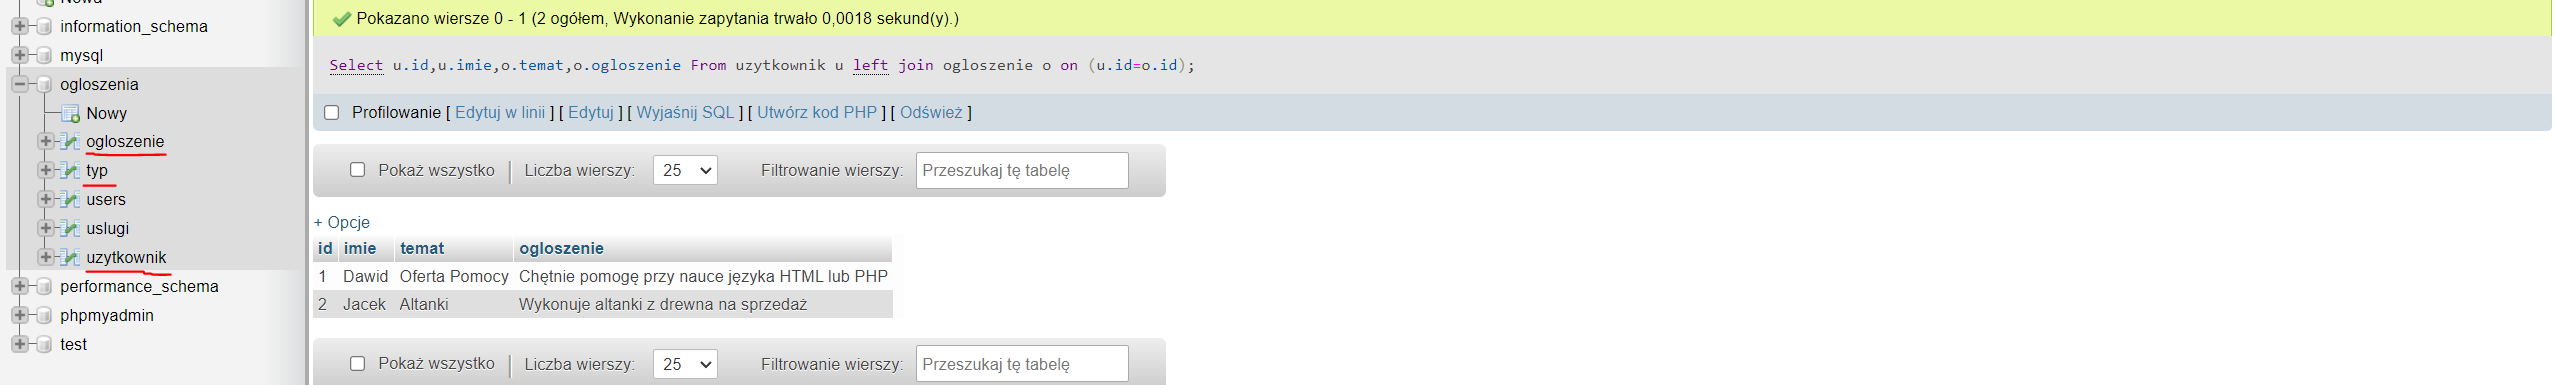 Nowa
information_schema
mysql
ogloszenia
Nowy
ogloszenie
typ
users
uslugi
uzytkownik
performance_schema
phpmyadmin
test
Pokazano wiersze 0 - 1 (2 ogółem, Wykonanie zapytania trwało 0,0018 sekund(y).)
Select u.id,u.imie,o.temat,o.ogloszenie From uzytkownik u left join ogloszenie o on (u.id=o.id);
Profilowanie [ Edytuj w linii ] [ Edytuj ] [ Wyjaśnij SQL ] [ Utwórz kod PHP ] [ Odśwież ]
Pokaż wszystko | Liczba wierszy: 25 Filtrowanie wierszy: Przeszukaj tę tabelę
+ Opcje
id imie temat ogloszenie
1 Dawid Oferta Pomocy Chętnie pomogę przy nauce języka HTML lub PHP
2 Jacek Altanki Wykonuje altanki z drewna na sprzedaż
Pokaż wszystko | Liczba wierszy: 25 Filtrowanie wierszy: Przeszukaj tę tabelę